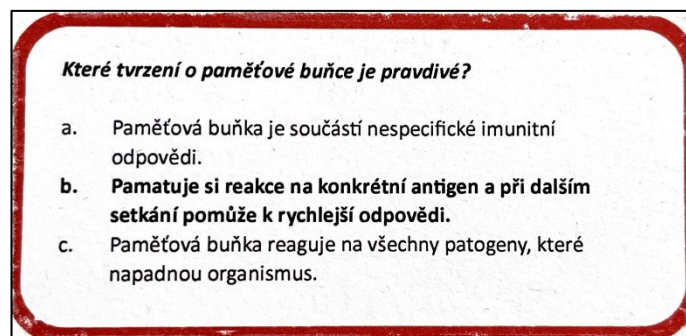 Které tvrzení o paměťové buňce je pravdivé?
a. Paměťová buňka je součástí nespecifické imunitní
odpovědi.
b. Pamatuje si reakce na konkrétní antigen a při dalším
setkání pomůže k rychlejší odpovědi.
c. Paměťová buňka reaguje na všechny patogeny, které
napadnou organismus.